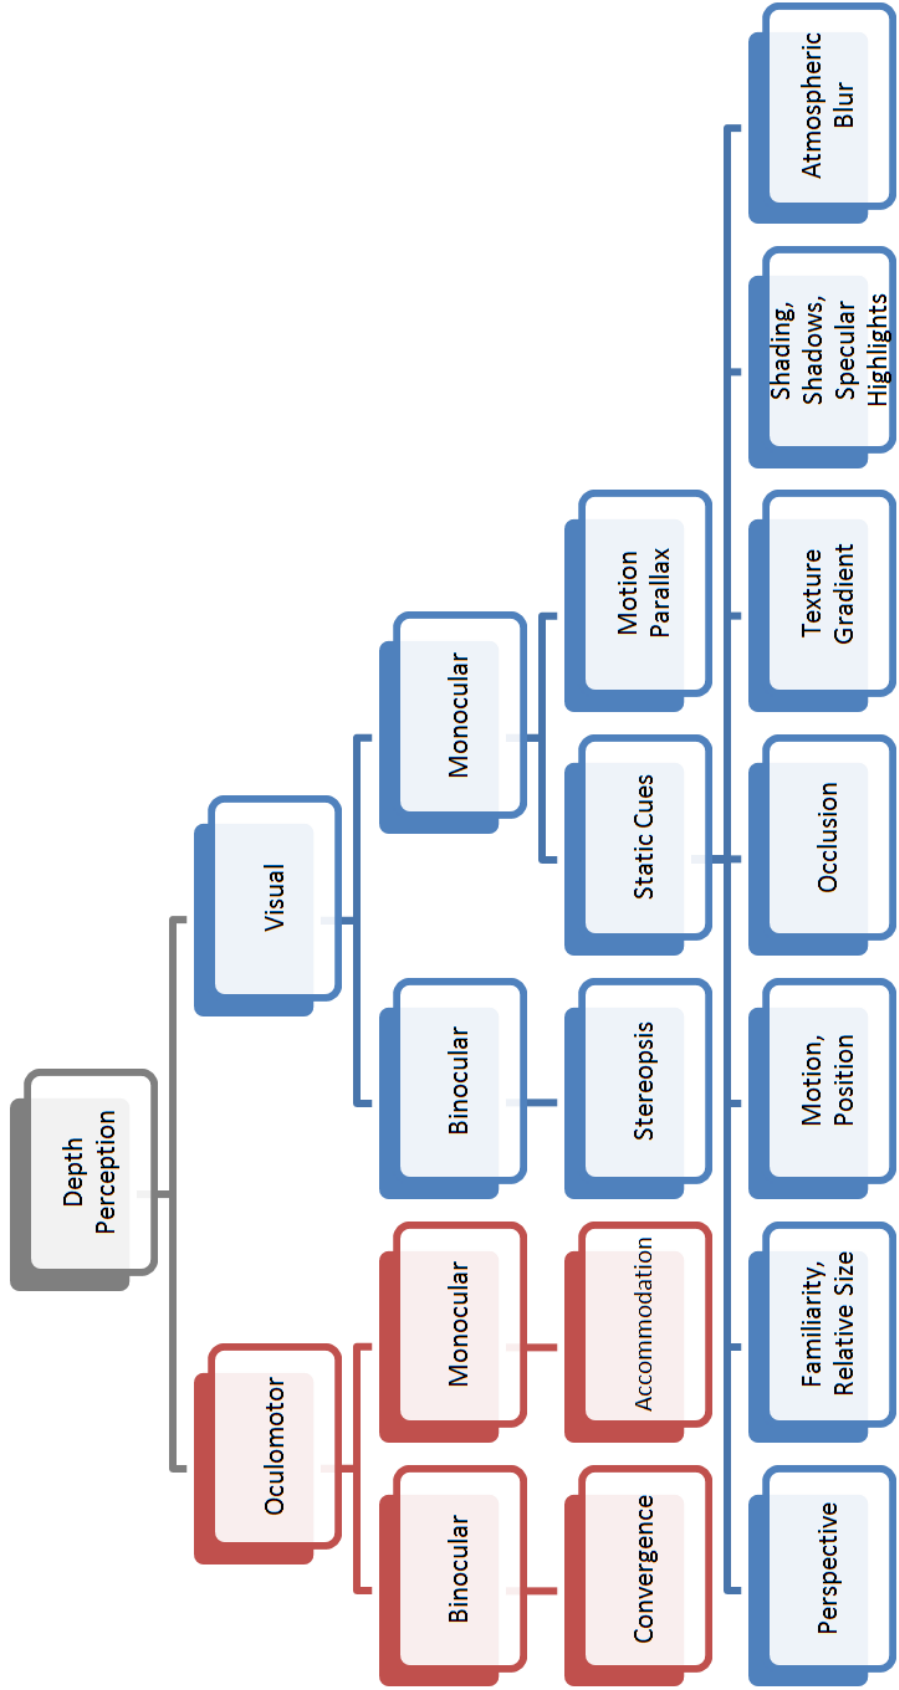 Depth
Perception
Oculomotor
Visual
Binocular
Monocular
Binocular
Monocular
Convergence
Accommodation
Stereopsis
Static Cues
Motion
Parallax
Perspective
Familiarity,
Relative Size
Motion,
Position
Occlusion
Texture
Gradient
Shading,
Shadows,
Specular
Highlights
Atmospheric
Blur